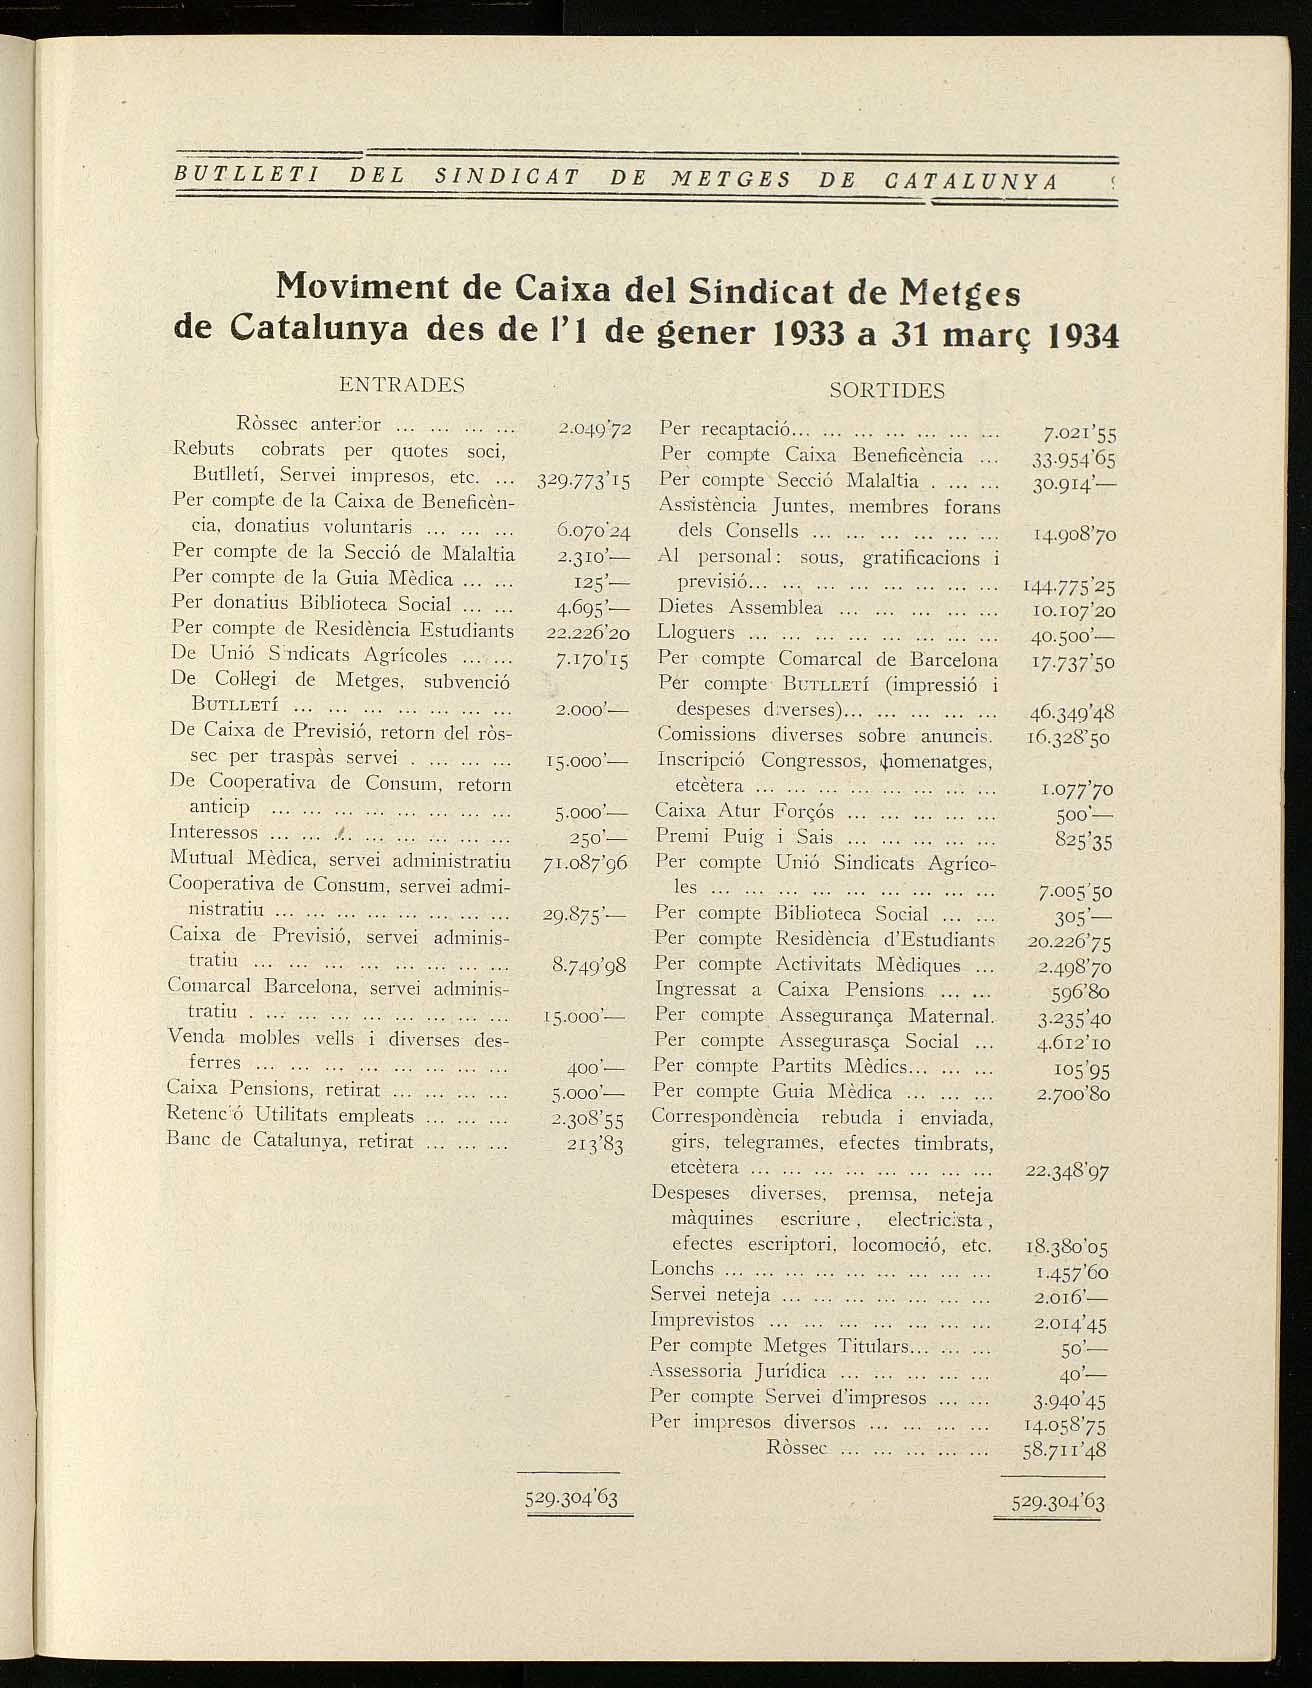 BUTLLETI DEL SINDICAT DE METGES DE CATALUNYA
Moviment de Caixa del Sindicat de Metges
de Catalunya des de l'1 de gener 1933 a 31 març 1934
ENTRADES
Ròssec anterior ... ... ... ... 2.049'72
Rebuts cobrats per quotes soci,
Butlletí, Servei impresos, etc. ... 329.773'15
Per compte de la Caixa de Beneficèn-
cia, donatius voluntaris ... ... ... 6.070'24
Per compte de la Secció de Malaltia 2.310'—
Per compte de la Guia Mèdica ... ... 125'—
Per donatius Biblioteca Social ... ... 4.695'—
Per compte de Residència Estudiants 22.226'20
De Unió Sindicats Agrícoles ... ... 7.170'15
De Col·legi de Metges, subvenció
BUTLLETÍ ... ... ... ... ... ... ... 2.000'—
De Caixa de Previsió, retorn del ròs-
sec per traspàs servei . ... ... ... 15.000'—
De Cooperativa de Consum, retorn
anticip ... ... ... ... ... ... ... ... 5.000'—
Interessos ... ... ... ... ... ... ... ... 250'—
Mutual Mèdica, servei administratiu 71.087'96
Cooperativa de Consum, servei admi-
nistratiu ... ... ... ... ... ... ... ... 29.875'—
Caixa de Previsió, servei adminis-
tratiu ... ... ... ... ... ... ... ... 8.749'98
Comarcal Barcelona, servei adminis-
tratiu . ... ... ... ... ... ... ... ... 15.000'—
Venda mobles vells i diverses des-
ferres ... ... ... ... ... ... ... ... 400'—
Caixa Pensions, retirat ... ... ... ... 5.000'—
Retenció Utilitats empleats ... ... ... 2.308'55
Banc de Catalunya, retirat ... ... ... 213'83
529.304'63
SORTIDES
Per recaptació... ... ... ... ... ... ... 7.021'55
Per compte Caixa Beneficència ... 33.954'65
Per compte Secció Malaltia . ... ... 30.914'—
Assistència Juntes, membres forans
dels Consells ... ... ... ... ... ... 14.908'70
Al personal: sous, gratificacions i
previsió... ... ... ... ... ... ... ... 144.775'25
Dietes Assemblea ... ... ... ... ... 10.107'20
Lloguers ... ... ... ... ... ... ... ... 40.500'—
Per compte Comarcal de Barcelona 17.737'50
Per compte BUTLLETÍ (impressió i
despeses diverses)... ... ... ... ... 46.349'48
Comissions diverses sobre anuncis. 16.328'50
Inscripció Congressos, homenatges,
etcètera ... ... ... ... ... ... ... ... 1.077'70
Caixa Atur Forçós ... ... ... ... ... 500'—
Premi Puig i Sais ... ... ... ... ... 825'35
Per compte Unió Sindicats Agríco-
les ... ... ... ... ... ... ... ... ... 7.005'50
Per compte Biblioteca Social ... ... 305'—
Per compte Residència d'Estudiants 20.226'75
Per compte Activitats Mèdiques ... 2.498'70
Ingressat a Caixa Pensions ... ... 596'80
Per compte Assegurança Maternal. 3.235'40
Per compte Assegurasça Social ... 4.612'10
Per compte Partits Mèdics... ... ... 105'95
Per compte Guia Mèdica ... ... ... 2.700'80
Correspondència rebuda i enviada,
girs, telegrames, efectes timbrats,
etcètera ... ... ... ... ... ... ... ... 22.348'97
Despeses diverses, premsa, neteja
màquines escriure, electricista,
efectes escriptori, locomoció, etc. 18.380'05
Lonchs ... ... ... ... ... ... ... ... ... 1.457'60
Servei neteja ... ... ... ... ... ... ... 2.016'—
Imprevistos ... ... ... ... ... ... ... 2.014'45
Per compte Metges Titulars... ... ... 50'—
Assessoria Jurídica ... ... ... ... ... 40'—
Per compte Servei d'impresos ... ... 3.940'45
Per impresos diversos ... ... ... ... 14.058'75
Ròssec ... ... ... ... ... 58.711'48
529.304'63